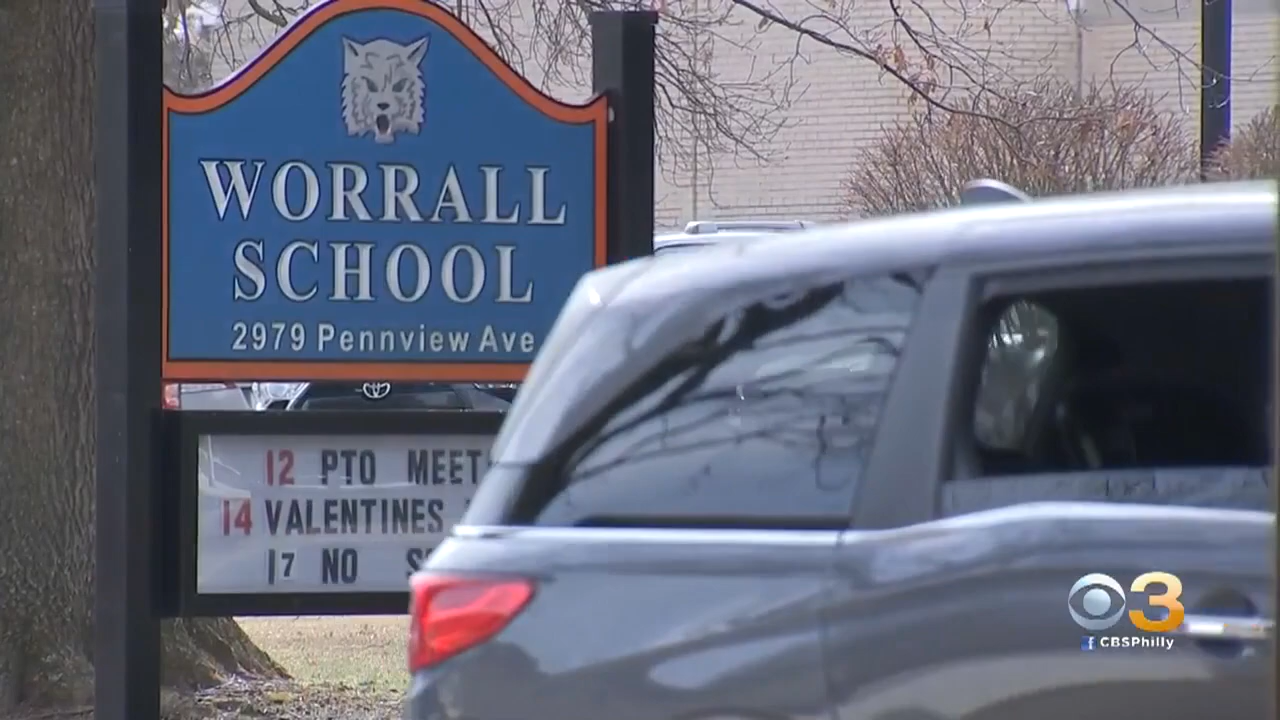 WORRALL
SCHOOL
2979 Pennview Ave
12 PTO MEET
14 VALENTINES
17 NO
3
f CBSPhilly